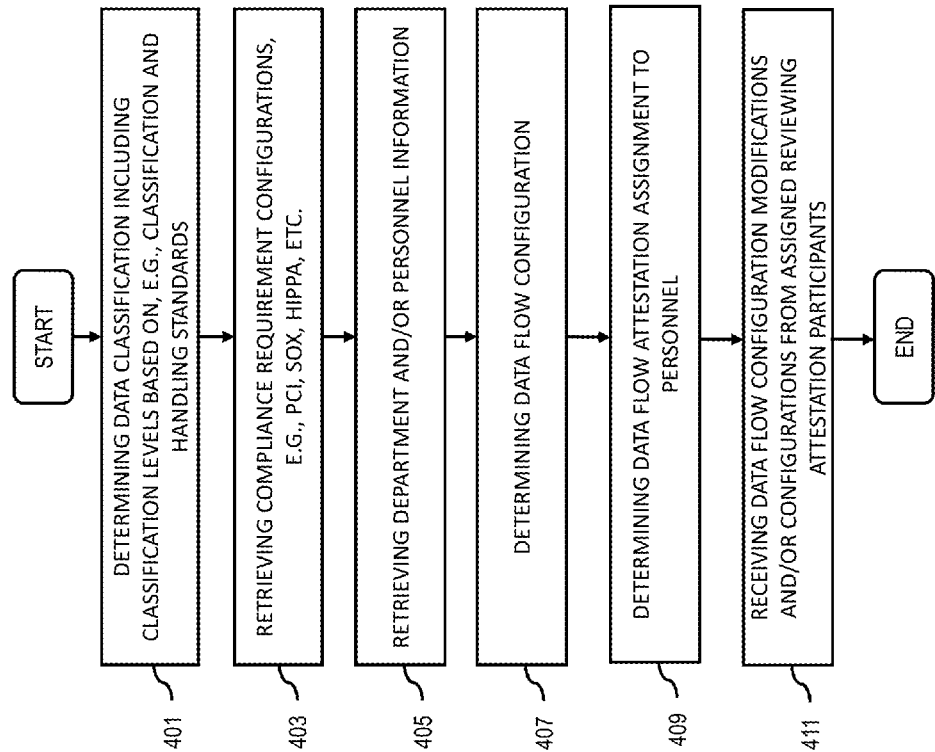 START
401
DETERMINING DATA CLASSIFICATION INCLUDING
CLASSIFICATION LEVELS BASED ON, E.G., CLASSIFICATION AND
HANDLING STANDARDS
403
RETRIEVING COMPLIANCE REQUIREMENT CONFIGURATIONS,
E.G., PCI, SOX, HIPPA, ETC.
405
RETRIEVING DEPARTMENT AND/OR PERSONNEL INFORMATION
407
DETERMINING DATA FLOW CONFIGURATION
409
DETERMINING DATA FLOW ATTESTATION ASSIGNMENT TO
PERSONNEL
411
RECEIVING DATA FLOW CONFIGURATION MODIFICATIONS
AND/OR CONFIGURATIONS FROM ASSIGNED REVIEWING
ATTESTATION PARTICIPANTS
END